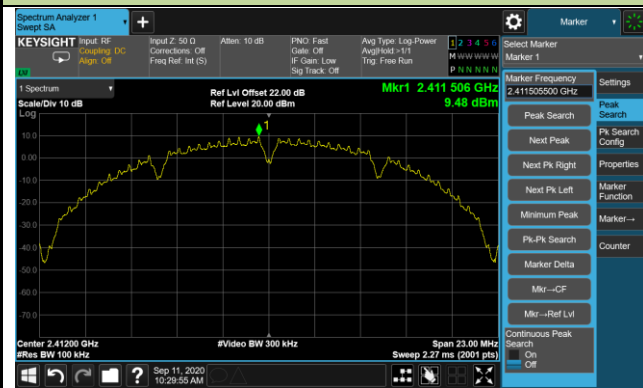 Spectrum Analyzer 1
Swept SA
Marker
KEYSIGHT
Input: RF
Coupling: DC
Align: Off
Input Z: 50 Ω
Corrections: Off
Freq Ref: Int (S)
Atten: 10 dB
PNO: Fast
Gate: Off
IF Gain: Low
Sig Track: Off
Avg Type: Log-Power
Avg|Hold:>1/1
Trig: Free Run
1 2 3 4 5 6
M W W W W W
P N N N N N
LV
Select Marker
Marker 1
1 Spectrum
Scale/Div 10 dB
Ref Lvl Offset 22.00 dB
Ref Level 20.00 dBm
Mkr1 2.411 506 GHz
9.48 dBm
Log
1
10.0
0.00
-10.0
-20.0
-30.0
-40.0
-50.0
-60.0
-70.0
Center 2.41200 GHz
#Res BW 100 kHz
#Video BW 300 kHz
Span 23.00 MHz
Sweep 2.27 ms (2001 pts)
Marker Frequency
2.411505500 GHz
Peak Search
Next Peak
Next Pk Right
Next Pk Left
Minimum Peak
Pk-Pk Search
Marker Delta
Mkr→CF
Mkr→Ref Lvl
Continuous Peak
Search
On
Off
Settings
Peak
Search
Pk Search
Config
Properties
Marker
Function
Marker→
Counter
?
Sep 11, 2020
10:29:55 AM